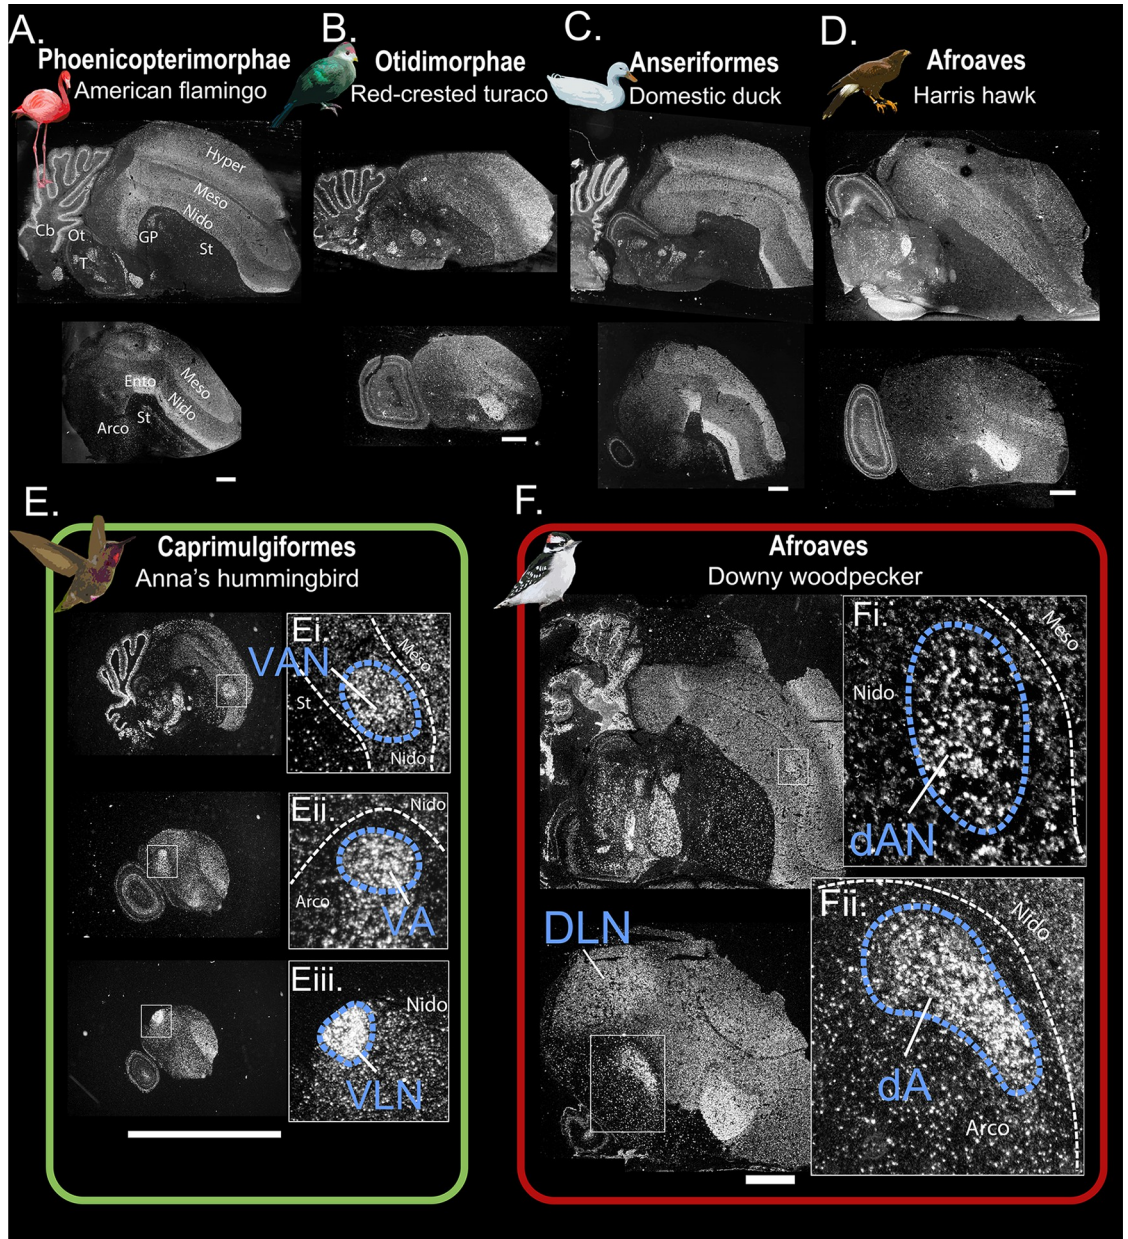 A.
Phoenicopterimorphae
American flamingo
Hyper
Meso
Nido
Cb
Ot
GP
St
T
Meso
Ento
Nido
St
Arco
B.
Otidimorphae
Red-crested turaco
C.
Anseriformes
Domestic duck
D.
Afroaves
Harris hawk
E.
Caprimulgiformes
Anna's hummingbird
Ei.
VAN
Meso
St
Nido
Eii.
Nido
Arco
VA
Eiii.
Nido
VLN
F.
Afroaves
Downy woodpecker
Fi.
Meso
Nido
dAN
DLN
Fii.
Nido
dA
Arco